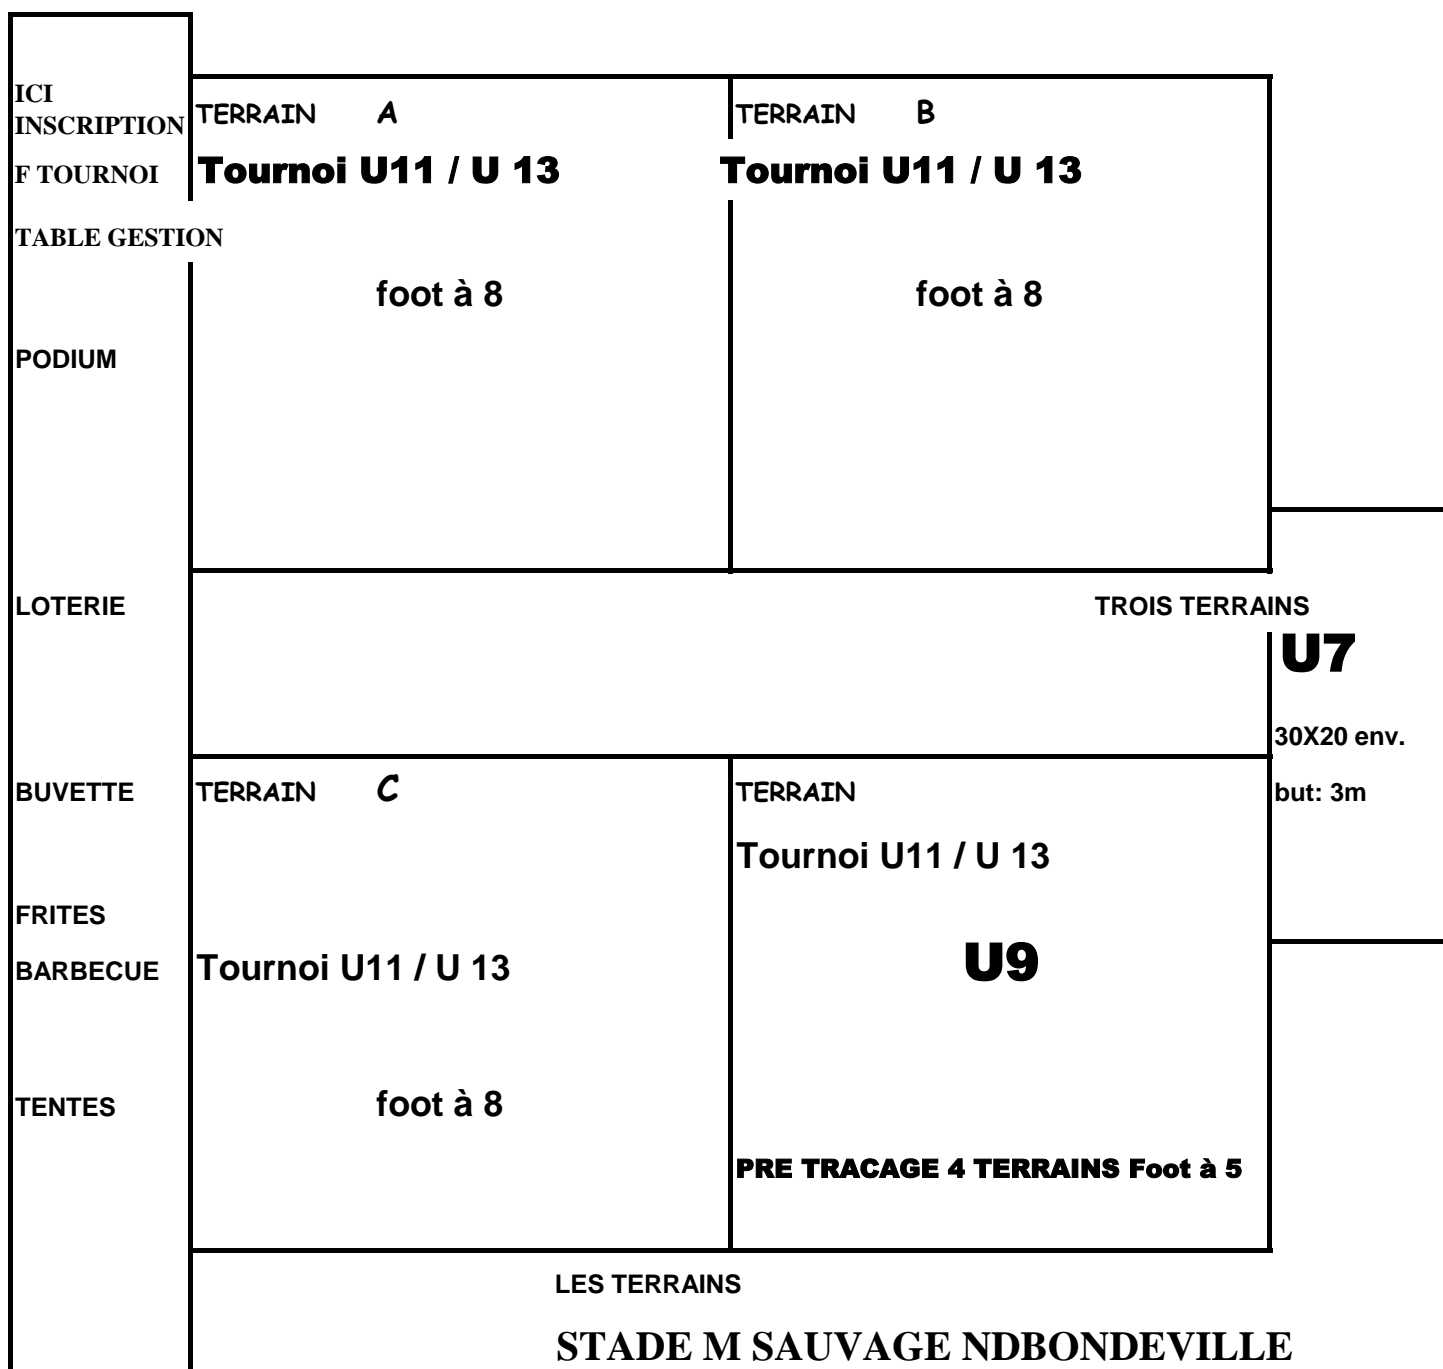 ICI
INSCRIPTION
TERRAIN A
TERRAIN B
F TOURNOI
Tournoi U11 / U 13
Tournoi U11 / U 13
TABLE GESTION
foot à 8
foot à 8
PODIUM
LOTERIE
TROIS TERRAINS
U7
30X20 env.
BUVETTE
TERRAIN C
TERRAIN
but: 3m
Tournoi U11 / U 13
FRITES
U9
BARBECUE
Tournoi U11 / U 13
TENTES
foot à 8
PRE TRACAGE 4 TERRAINS Foot à 5
LES TERRAINS
STADE M SAUVAGE NDBONDEVILLE